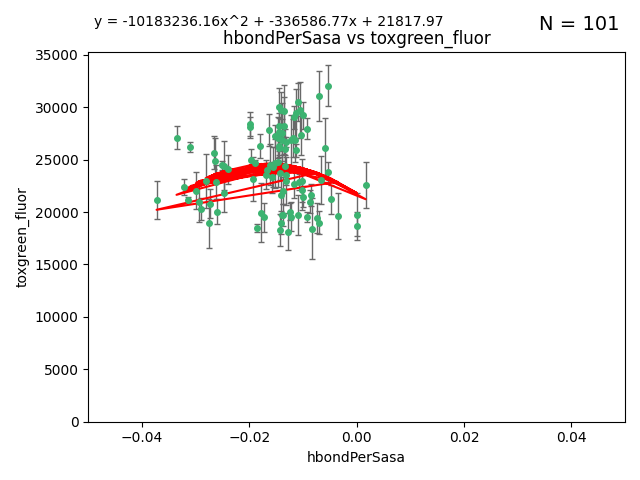 y = -10183236.16x^2 + -336586.77x + 21817.97
N = 101
hbondPerSasa vs toxgreen_fluor
35000
30000
25000
20000
15000
10000
5000
0
toxgreen_fluor
−0.04
−0.02
0.00
0.02
0.04
hbondPerSasa